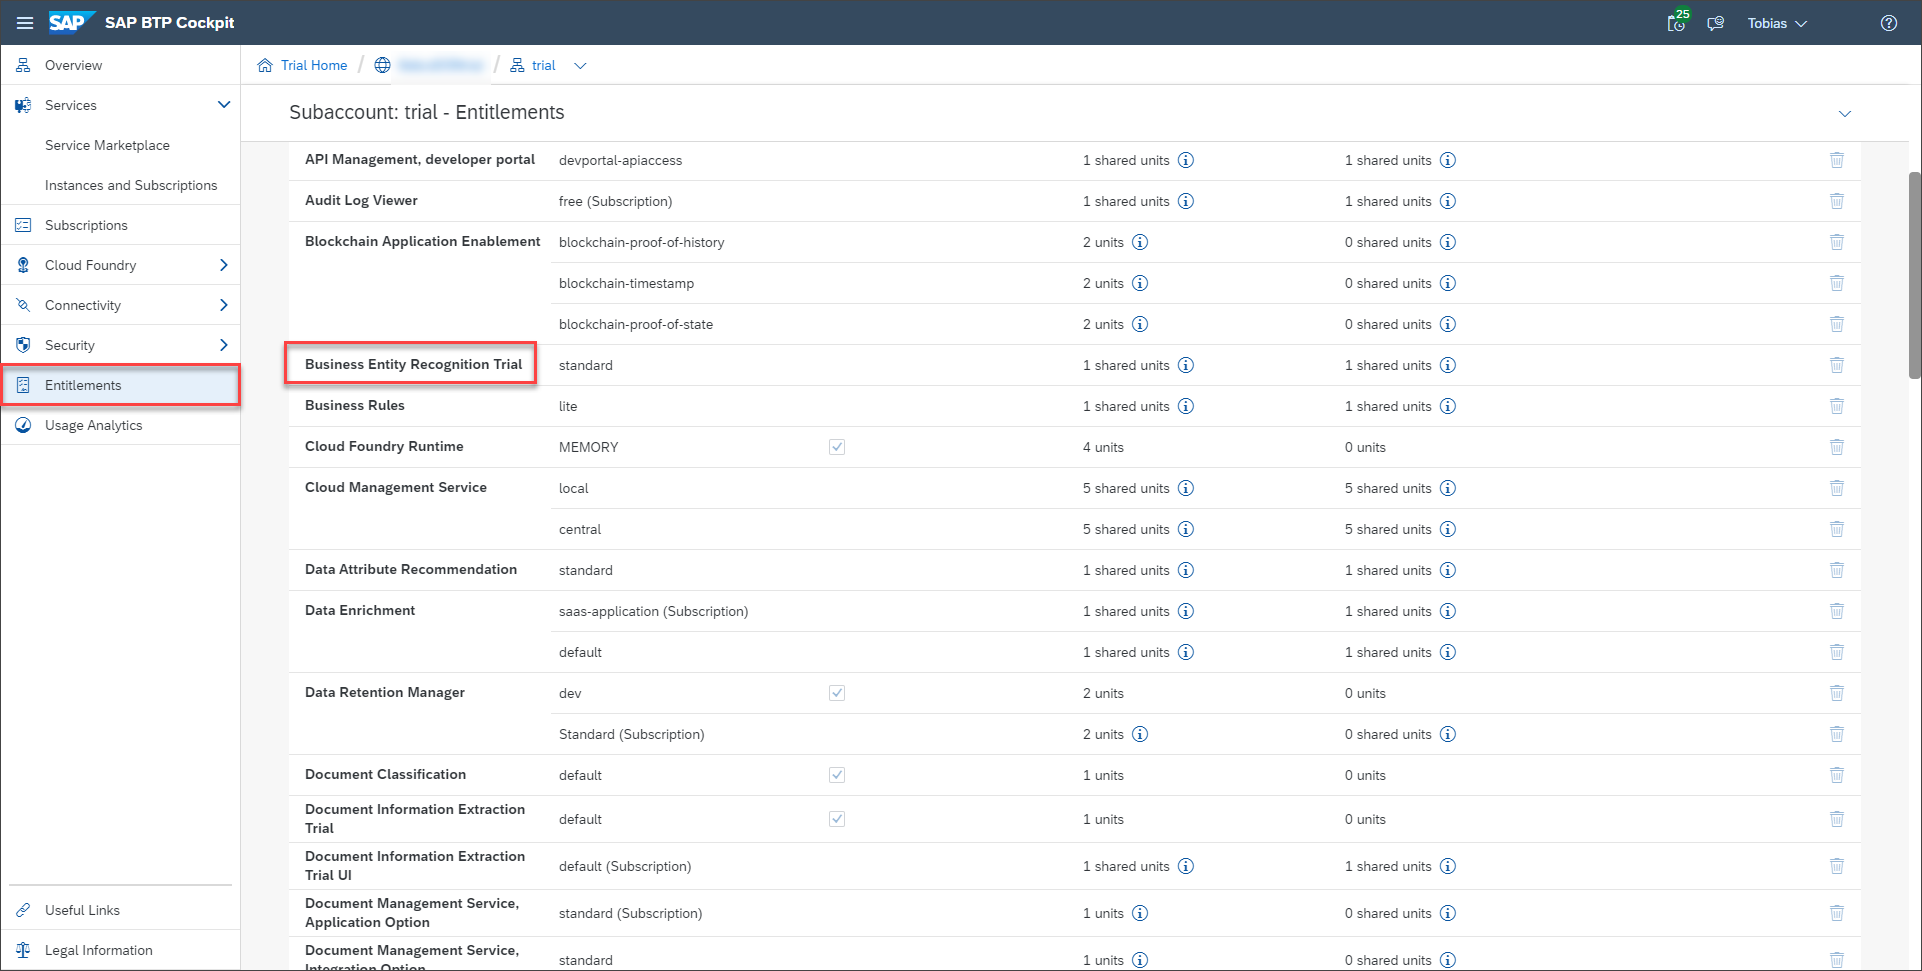 SAP SAP BTP Cockpit
25
Tobias
Overview
Services
Service Marketplace
Instances and Subscriptions
Subscriptions
Cloud Foundry
Connectivity
Security
Entitlements
Usage Analytics
Useful Links
Legal Information
Trial Home / / trial
Subaccount: trial - Entitlements
API Management, developer portal devportal-apiaccess 1 shared units 1 shared units
Audit Log Viewer free (Subscription) 1 shared units 1 shared units
Blockchain Application Enablement blockchain-proof-of-history 2 units 0 shared units
blockchain-timestamp 2 units 0 shared units
blockchain-proof-of-state 2 units 0 shared units
Business Entity Recognition Trial standard 1 shared units 1 shared units
Business Rules lite 1 shared units 1 shared units
Cloud Foundry Runtime MEMORY 4 units 0 units
Cloud Management Service local 5 shared units 5 shared units
central 5 shared units 5 shared units
Data Attribute Recommendation standard 1 shared units 1 shared units
Data Enrichment saas-application (Subscription) 1 shared units 1 shared units
default 1 shared units 1 shared units
Data Retention Manager dev 2 units 0 units
Standard (Subscription) 2 units 0 shared units
Document Classification default 1 units 0 units
Document Information Extraction
Trial default 1 units 0 units
Document Information Extraction
Trial UI default (Subscription) 1 shared units 1 shared units
Document Management Service,
Application Option standard (Subscription) 1 units 0 shared units
Document Management Service,
Integration Option standard 1 units 0 shared units